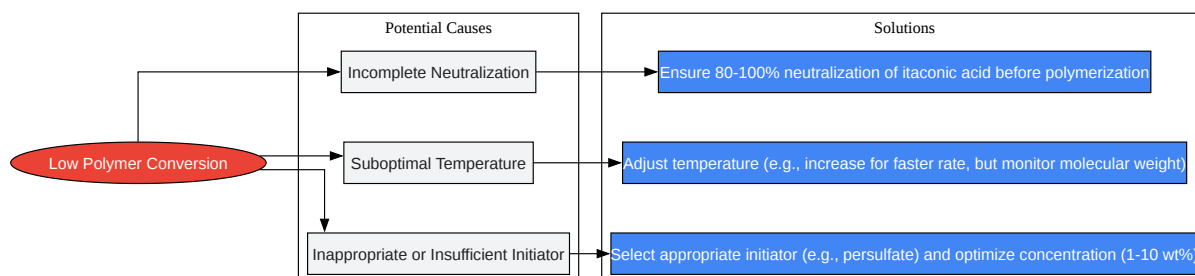 Potential Causes
Solutions
Incomplete Neutralization
Ensure 80-100% neutralization of itaconic acid before polymerization
Low Polymer Conversion
Suboptimal Temperature
Adjust temperature (e.g., increase for faster rate, but monitor molecular weight)
Inappropriate or Insufficient Initiator
Select appropriate initiator (e.g., persulfate) and optimize concentration (1-10 wt%)